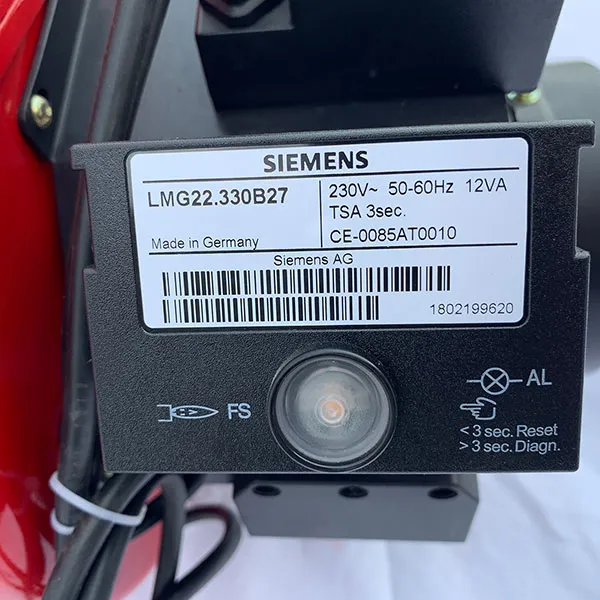 SIEMENS
LMG22.330B27
230V~ 50-60Hz 12VA
TSA 3sec.
Made in Germany
CE-0085AT0010
Siemens AG
1802199620
FS
AL
< 3 sec. Reset
> 3 sec. Diagn.